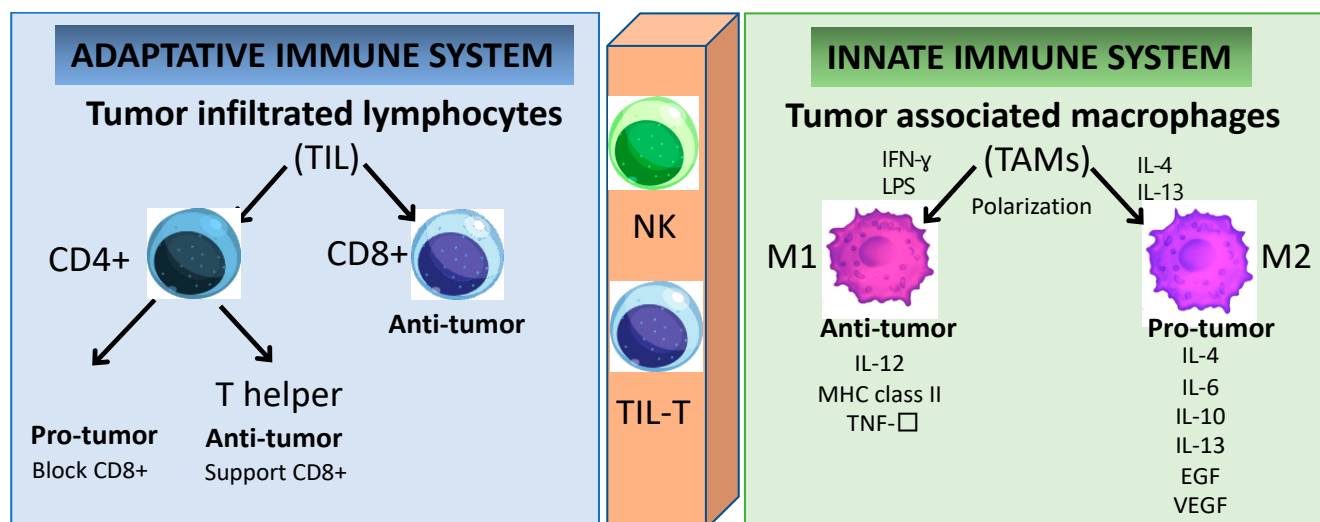 ADAPTATIVE IMMUNE SYSTEM
Tumor infiltrated lymphocytes
(TIL)
CD4+
CD8+
Anti-tumor
T helper
Pro-tumor
Block CD8+
Anti-tumor
Support CD8+
NK
TIL-T
INNATE IMMUNE SYSTEM
Tumor associated macrophages
(TAMs)
IFN-ɣ
LPS
Polarization
IL-4
IL-13
M1
M2
Anti-tumor
IL-12
MHC class II
TNF-□
Pro-tumor
IL-4
IL-6
IL-10
IL-13
EGF
VEGF